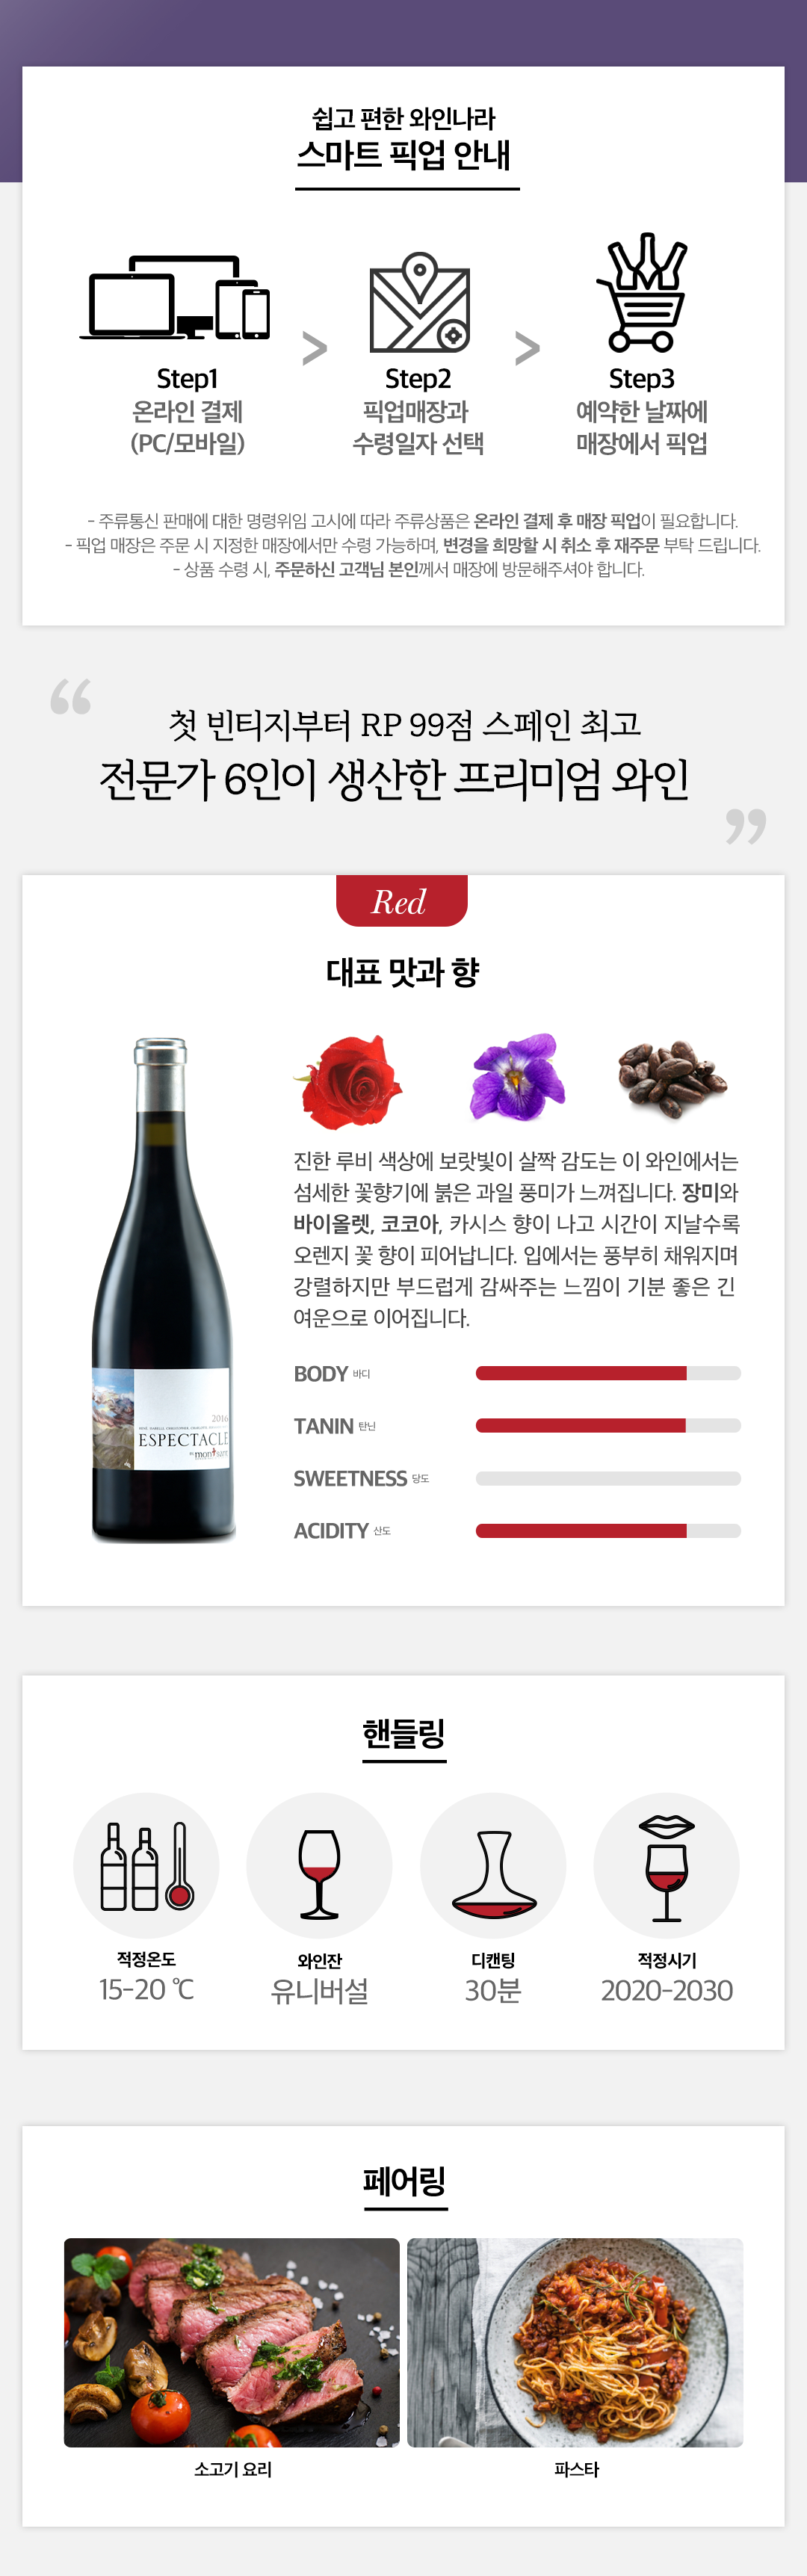 쉽고 편한 와인나라
스마트 픽업 안내
Step1
온라인 결제
(PC/모바일)
>
Step2
픽업매장과
수령일자 선택
>
Step3
예약한 날짜에
매장에서 픽업
- 주류통신 판매에 대한 명령위임 고시에 따라 주류상품은 온라인 결제 후 매장 픽업이 필요합니다.
- 픽업 매장은 주문 시 지정한 매장에서만 수령 가능하며, 변경을 희망할 시 취소 후 재주문 부탁 드립니다.
- 상품 수령 시, 주문하신 고객님 본인께서 매장에 방문해주셔야 합니다.
“
첫 빈티지부터 RP 99점 스페인 최고
전문가 6인이 생산한 프리미엄 와인
”
Red
대표 맛과 향
진한 루비 색상에 보랏빛이 살짝 감도는 이 와인에서는
섬세한 꽃향기에 붉은 과일 풍미가 느껴집니다. 장미와
바이올렛, 코코아, 카시스 향이 나고 시간이 지날수록
오렌지 꽃 향이 피어납니다. 입에서는 풍부히 채워지며
강렬하지만 부드럽게 감싸주는 느낌이 기분 좋은 긴
여운으로 이어집니다.
2016
ESPECTACLE
montsant
BODY 바디
TANIN 탄닌
SWEETNESS 당도
ACIDITY 산도
핸들링
적정온도
15-20 ℃
와인잔
유니버설
디캔팅
30분
적정시기
2020-2030
페어링
소고기 요리
파스타